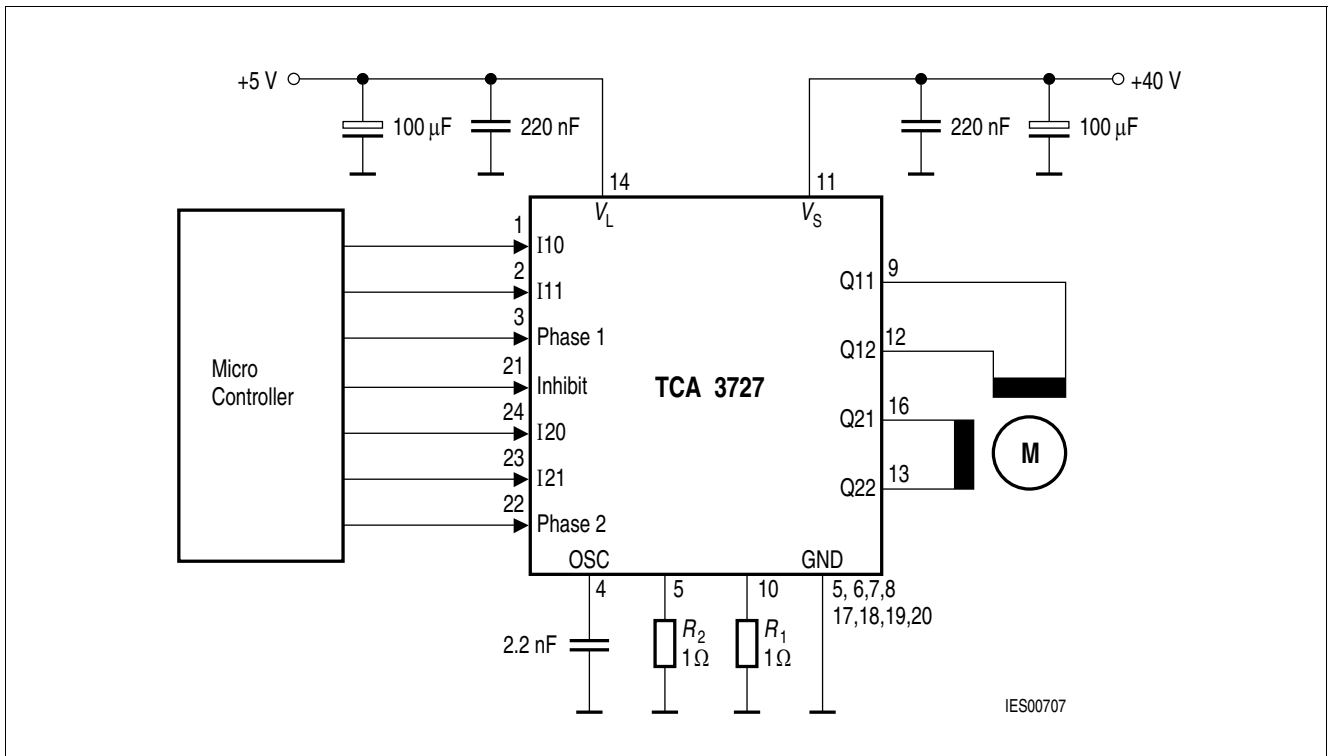 +5 V
+40 V
100 µF
220 nF
220 nF
100 µF
14
11
V_L
V_S
1
I10
2
I11
3
Phase 1
21
Inhibit
24
I20
23
I21
22
Phase 2
Micro
Controller
TCA 3727
Q11
9
Q12
12
Q21
16
Q22
13
M
OSC
GND
4
5
10
5, 6,7,8
17,18,19,20
2.2 nF
R_2
1 Ω
R_1
1 Ω
IES00707